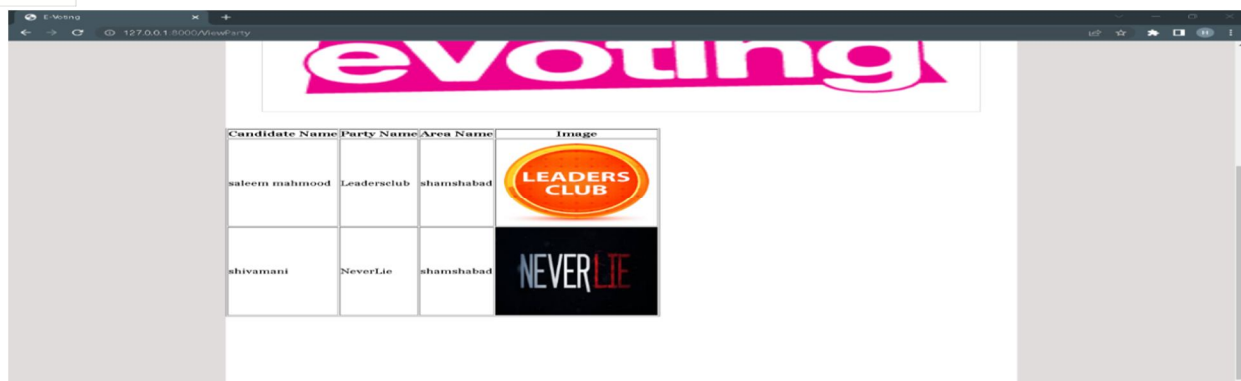 E-Voting
127.0.0.1:8000/ViewParty
H
eVoting
Candidate Name Party Name Area Name Image
saleem mahmood Leadersclub shamshabad
LEADERS
CLUB
shivamani NeverLie shamshabad
NEVERLIE